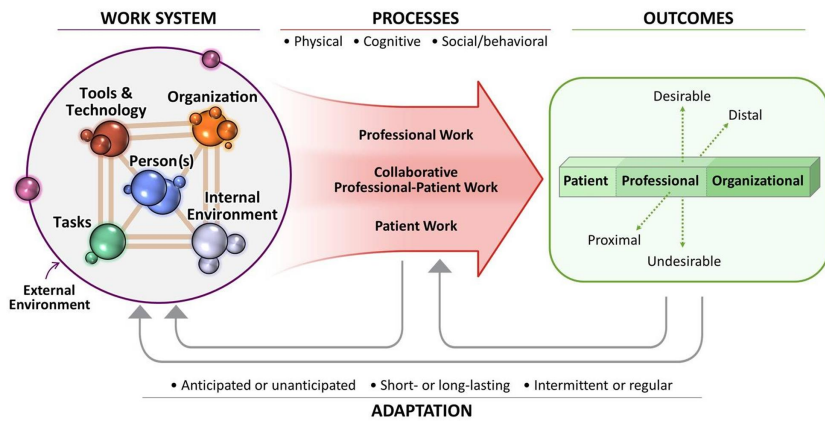 WORK SYSTEM
PROCESSES
OUTCOMES
• Physical • Cognitive • Social/behavioral
Tools &
Technology
Organization
Person(s)
Internal
Environment
Tasks
External
Environment
Professional Work
Collaborative
Professional-Patient Work
Patient Work
Desirable
Distal
Patient Professional Organizational
Proximal
Undesirable
• Anticipated or unanticipated • Short- or long-lasting • Intermittent or regular
ADAPTATION